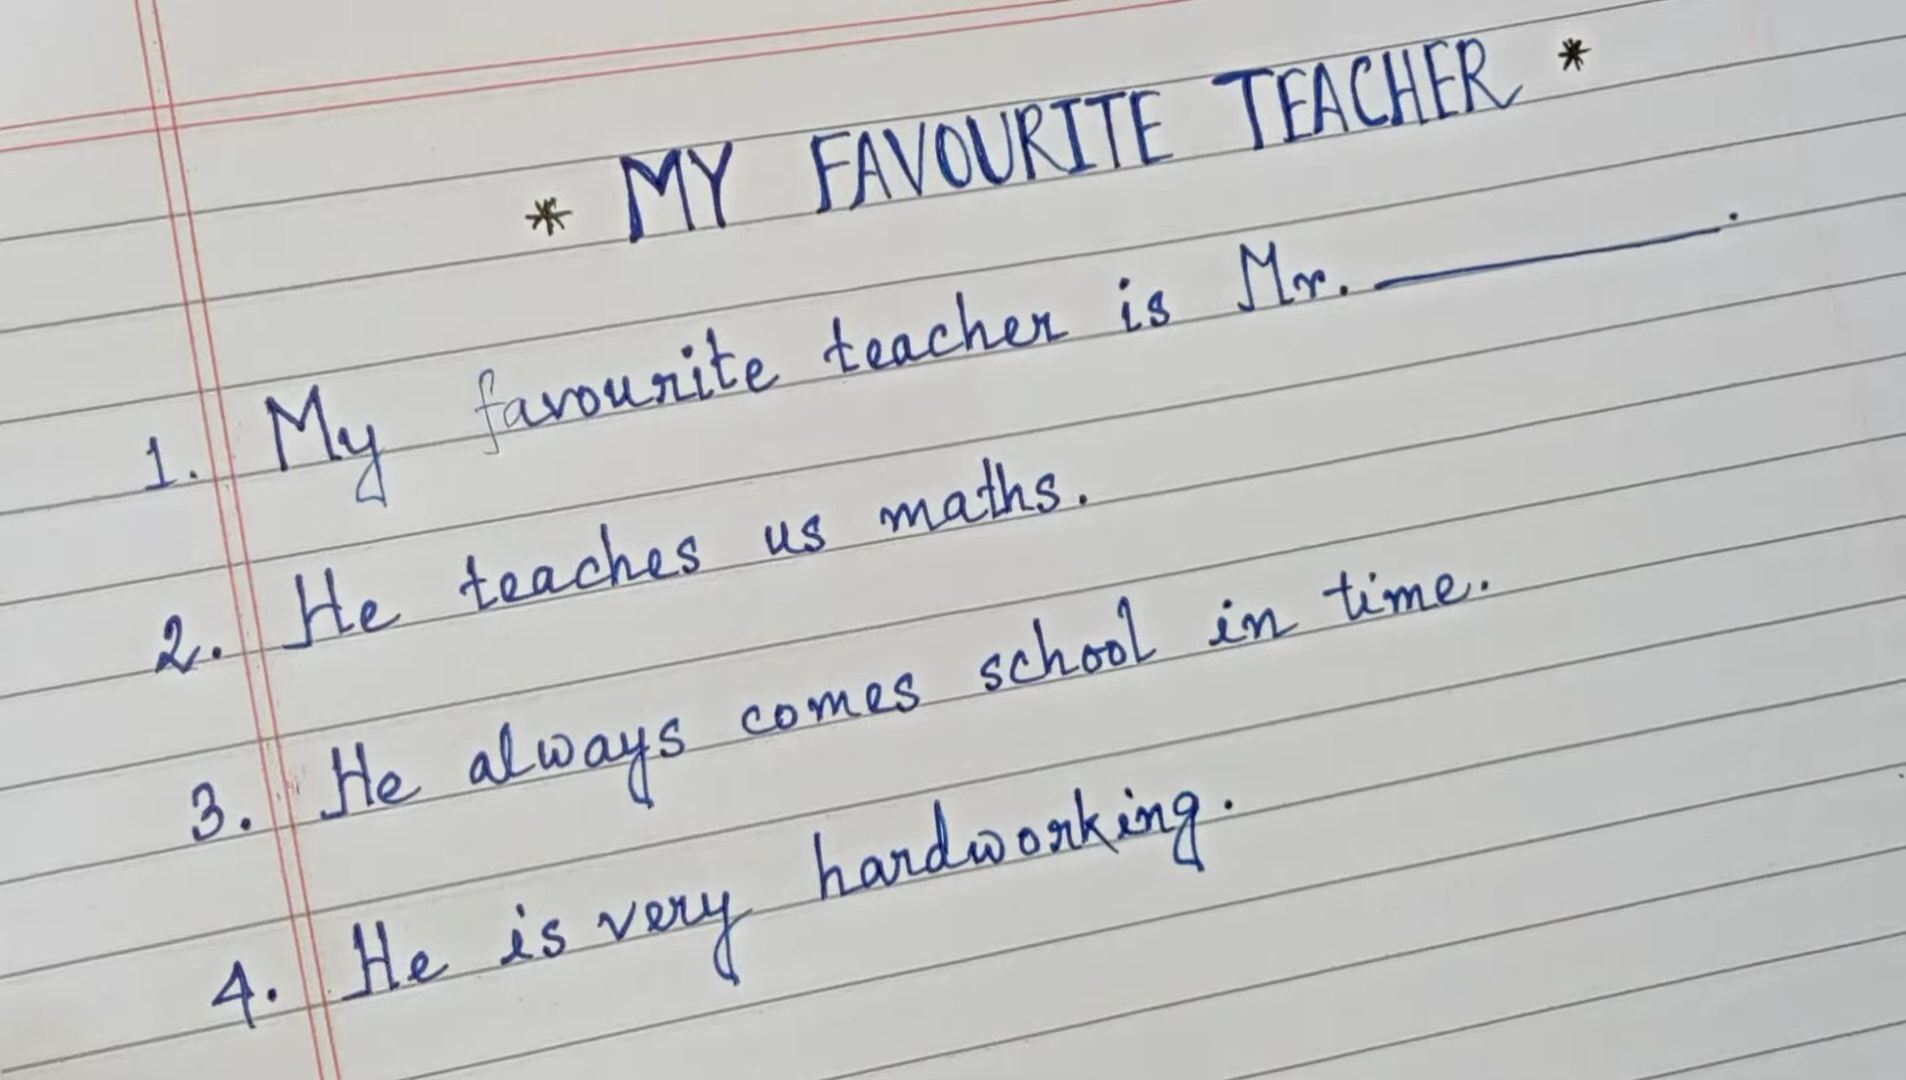 * MY FAVOURITE TEACHER *
1. My favourite teacher is Mr. ________.
2. He teaches us maths.
3. He always comes school in time.
4. He is very hardworking.